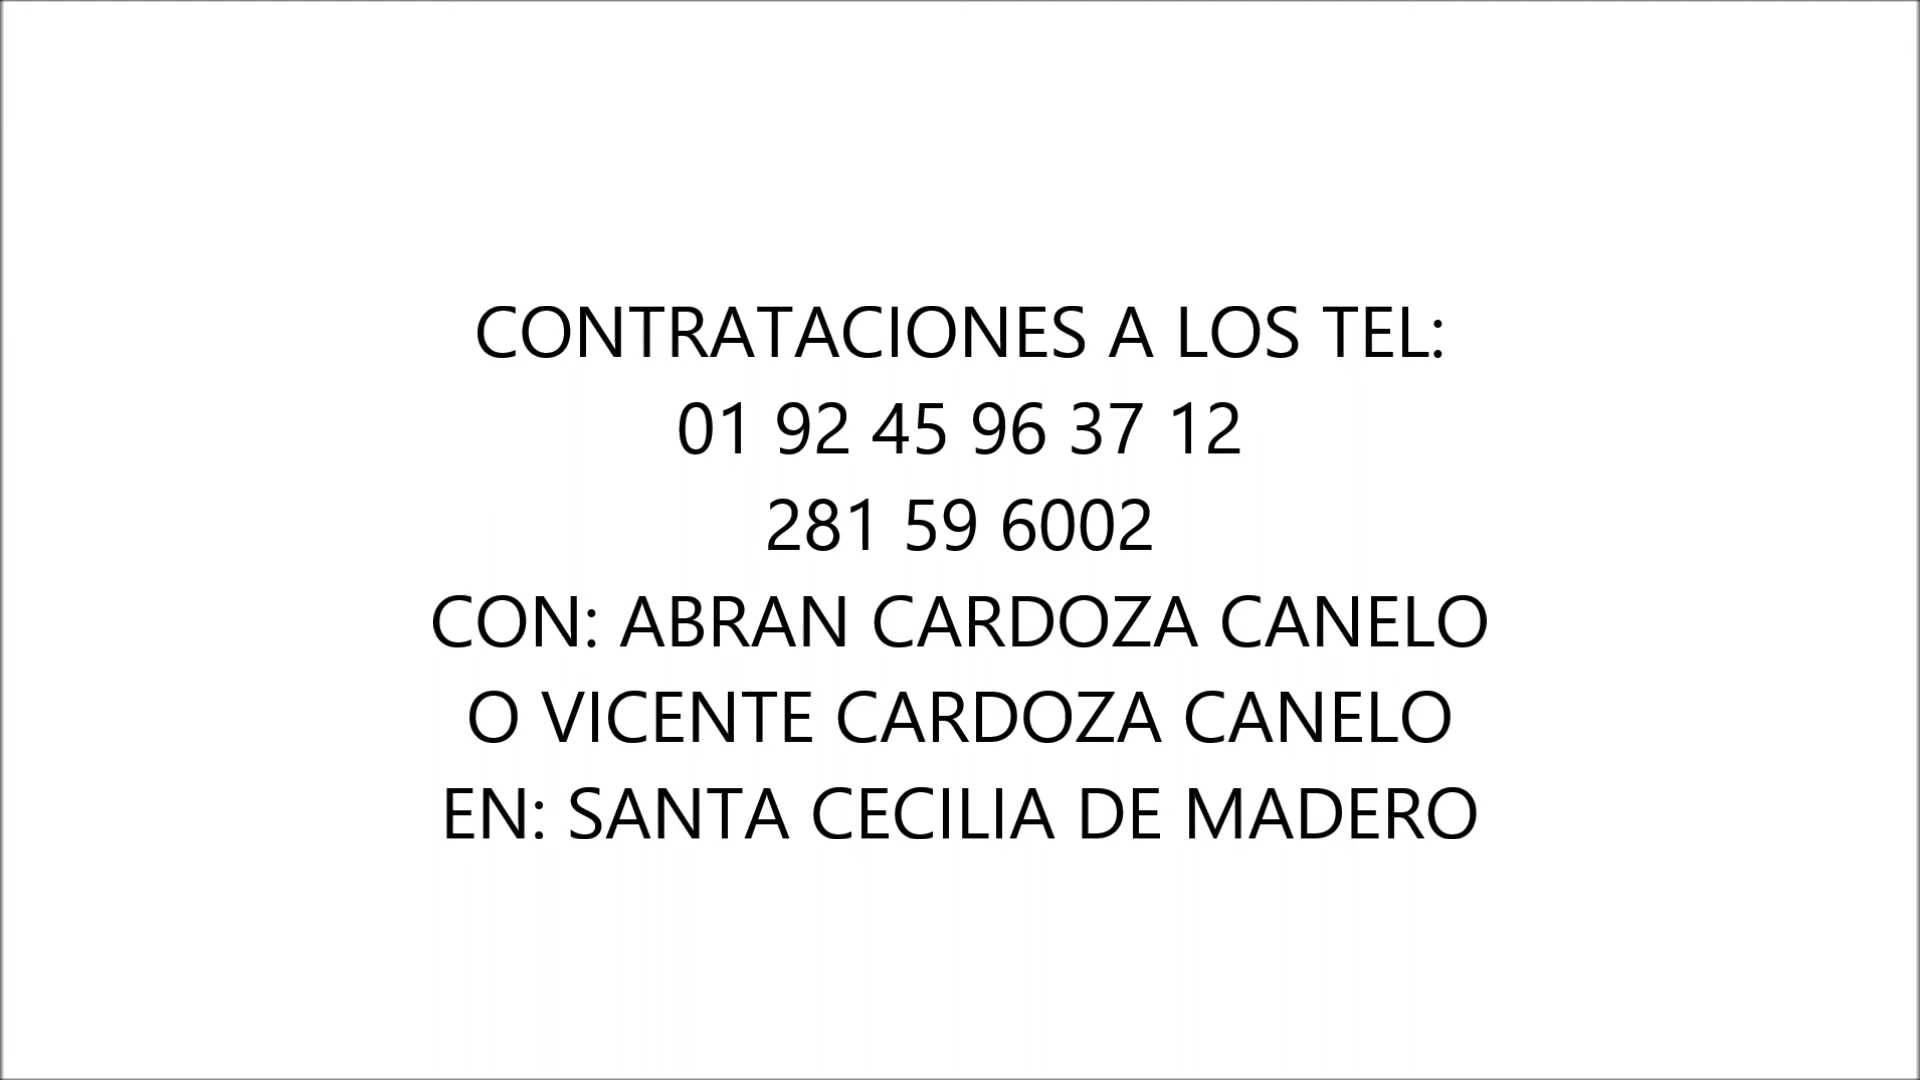 CONTRATACIONES A LOS TEL:
01 92 45 96 37 12
281 59 6002
CON: ABRAN CARDOZA CANELO
O VICENTE CARDOZA CANELO
EN: SANTA CECILIA DE MADERO